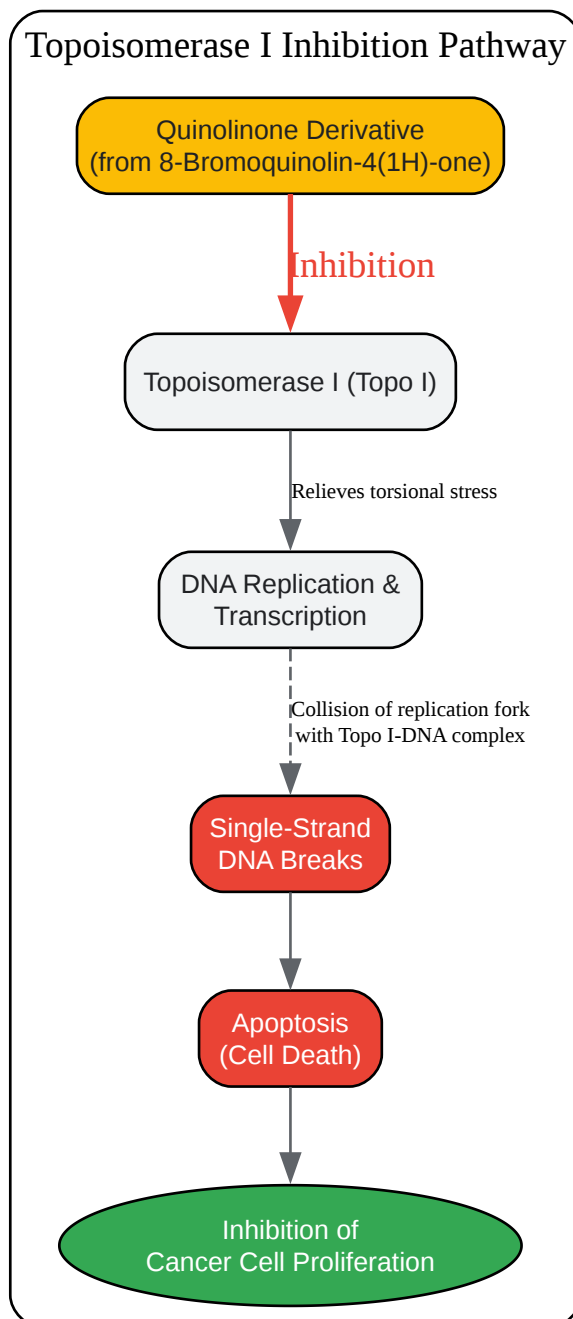 Topoisomerase I Inhibition Pathway
Quinolinone Derivative
(from 8-Bromoquinolin-4(1H)-one)
Inhibition
Topoisomerase I (Topo I)
Relieves torsional stress
DNA Replication &
Transcription
Collision of replication fork
with Topo I-DNA complex
Single-Strand
DNA Breaks
Apoptosis
(Cell Death)
Inhibition of
Cancer Cell Proliferation